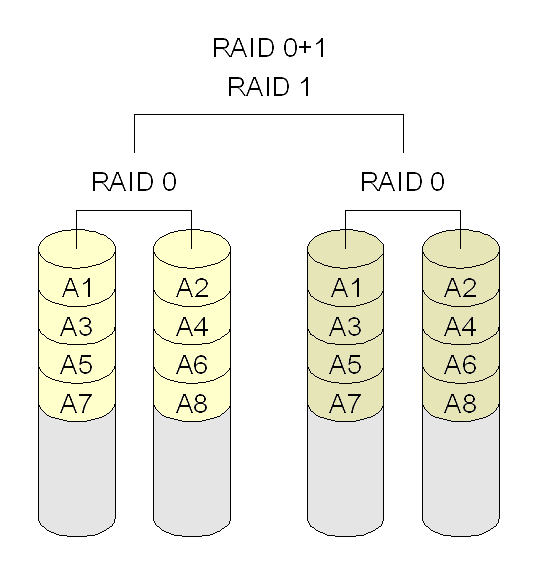 RAID 0+1
RAID 1
RAID 0 RAID 0
A1 A2 A1 A2
A3 A4 A3 A4
A5 A6 A5 A6
A7 A8 A7 A8